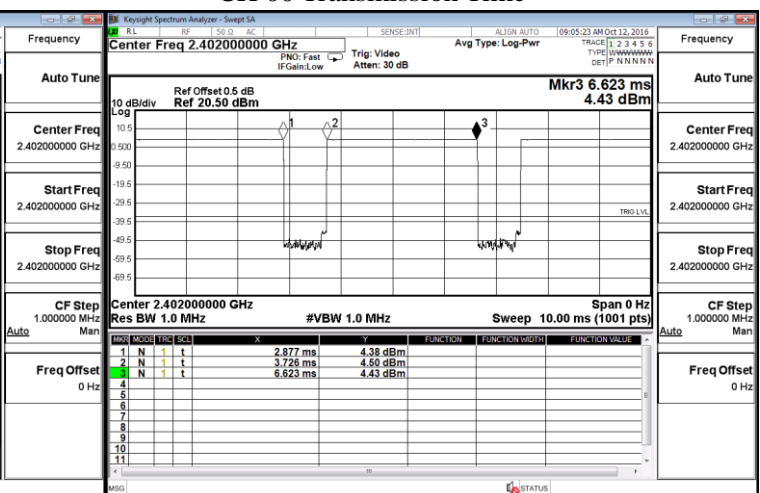 Frequency
Auto Tune
Center Freq
2.402000000 GHz
Start Freq
2.402000000 GHz
Stop Freq
2.402000000 GHz
CF Step
1.000000 MHz
Auto Man
Freq Offset
0 Hz
Keysight Spectrum Analyzer - Swept SA
RL RF 50 Ω AC SENSE:INT ALIGN AUTO 09:05:23 AM Oct 12, 2016
Center Freq 2.402000000 GHz
PNO: Fast
IFGain:Low
Trig: Video
Atten: 30 dB
Avg Type: Log-Pwr
TRACE 1 2 3 4 5 6
TYPE WWWWWW
DET P N N N N N
Ref Offset 0.5 dB
Mkr3 6.623 ms
10 dB/div Ref 20.50 dBm
4.43 dBm
Log
1 2 3
10.5
0.500
-9.50
-19.5
-29.5
TRIG LVL
-39.5
-49.5
-59.5
-69.5
Center 2.402000000 GHz Span 0 Hz
Res BW 1.0 MHz #VBW 1.0 MHz Sweep 10.00 ms (1001 pts)
MKR MODE TRC SCL X Y FUNCTION FUNCTION WIDTH FUNCTION VALUE
1 N 1 t 2.877 ms 4.38 dBm
2 N 1 t 3.726 ms 4.50 dBm
3 N 1 t 6.623 ms 4.43 dBm
4
5
6
7
8
9
10
11
MSG STATUS
Frequency
Auto Tune
Center Freq
2.402000000 GHz
Start Freq
2.402000000 GHz
Stop Freq
2.402000000 GHz
CF Step
1.000000 MHz
Auto Man
Freq Offset
0 Hz